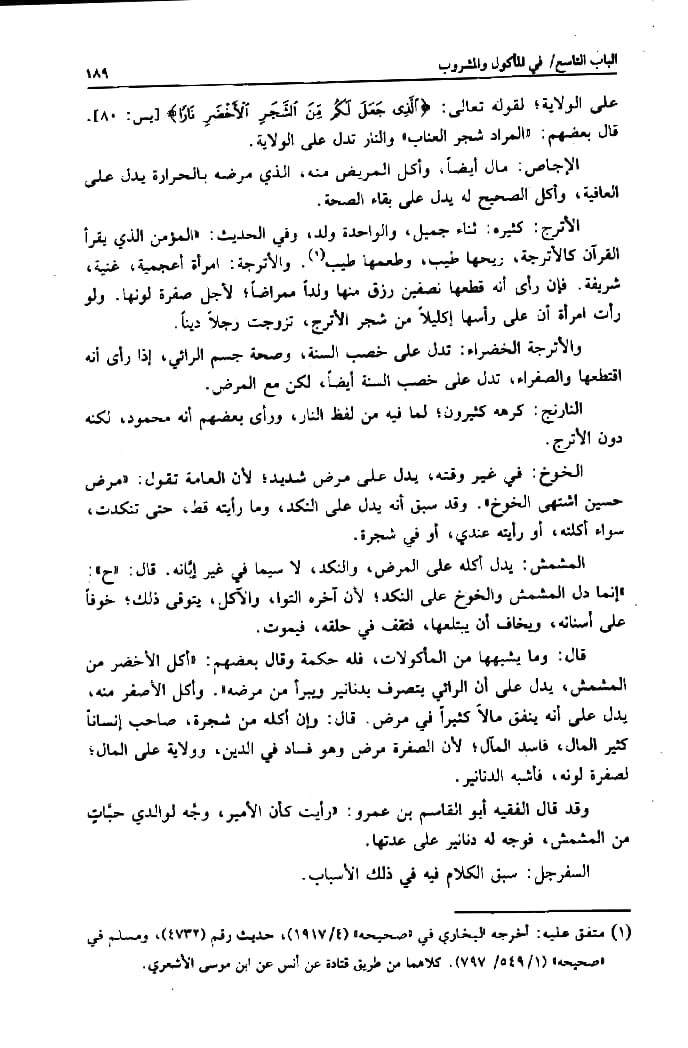 الباب التاسع/ في المأكول والمشروب
١٨٩
على الولاية؛ لقوله تعالى: ﴿ٱلَّذِى جَعَلَ لَكُم مِّنَ ٱلشَّجَرِ ٱلْأَخْضَرِ نَارًا﴾ [يس: ٨٠].
قال بعضهم: «المراد شجر العناب» والنار تدل على الولاية.
الإجاص: مال أيضاً، وأكل المريض منه، الذي مرضه بالحرارة يدل على
العافية، وأكل الصحيح له يدل على بقاء الصحة.
الأترج: كثيره: ثناء جميل، والواحدة ولد، وفي الحديث: «المؤمن الذي يقرأ
القرآن كالأترجة، ريحها طيب، وطعمها طيب(١). والأترجة: امرأة أعجمية، غنية،
شريفة. فإن رأى أنه قطعها نصفين رزق منها ولداً ممراضاً؛ لأجل صفرة لونها. ولو
رأت امرأة أن على رأسها إكليلاً من شجر الأترج، تزوجت رجلاً ديناً.
والأترجة الخضراء: تدل على خصب السنة، وصحة جسم الرائي، إذا رأى أنه
اقتطعها والصفراء، تدل على خصب السنة أيضاً، لكن مع المرض.
النارنج: كرهه كثيرون؛ لما فيه من لفظ النار، ورأى بعضهم أنه محمود، لكنه
دون الأترج.
الخوخ: في غير وقته، يدل على مرض شديد؛ لأن العامة تقول: «مرض
حسين اشتهى الخوخ». وقد سبق أنه يدل على النكد، وما رأيته قط، حتى تنكدت،
سواء أكلته، أو رأيته عندي، أو في شجرة.
المشمش: يدل أكله على المرض، والنكد، لا سيما في غير إبَّانه. قال: «ح»:
«إنما دل المشمش والخوخ على النكد؛ لأن آخره التوا، والآكل، يتوقى ذلك؛ خوفاً
على أسنانه، ويخاف أن يبتلعها، فتقف في حلقه، فيموت.
قال: وما يشبهها من المأكولات، فله حكمة وقال بعضهم: «أكل الأخضر من
المشمش، يدل على أن الرائي يتصرف بدنانير ويبرأ من مرضه». وأكل الأصفر منه،
يدل على أنه ينفق مالاً كثيراً في مرض. قال: وإن أكله من شجرة، صاحب إنساناً
كثير المال، فاسد المآل؛ لأن الصفرة مرض وهو فساد في الدين، وولاية على المال؛
لصفرة لونه، فأشبه الدنانير.
وقد قال الفقيه أبو القاسم بن عمرو: «رأيت كأن الأمير، وجُه لوالدي حبَّاتٍ
من المشمش، فوجه له دنانير على عدتها.
السفرجل: سبق الكلام فيه في ذلك الأسباب.
(١) متفق عليه: أخرجه البخاري في «صحيحه» (١٩١٧/٤)، حديث رقم (٤٧٣٢)، ومسلم في
«صحيحه» (٥٤٩/١/ ٧٩٧). كلاهما من طريق قتادة عن أنس عن ابن موسى الأشعري.